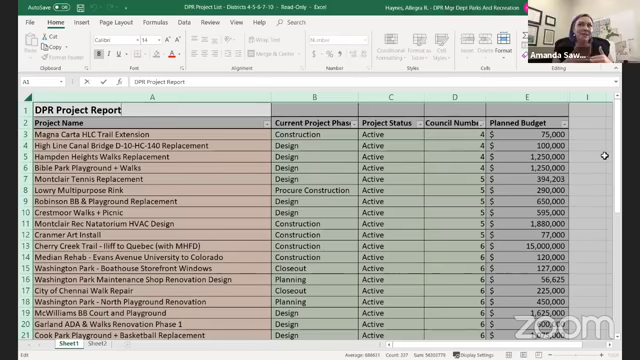 AutoSave Off
DPR Project List - Districts 4-5-6-7-10 - Read-Only - Excel
Haynes, Allegra R. - DPR Mgr Dept Parks And Recreation
File Home Insert Draw Page Layout Formulas Data Review View Help
Calibri
Number
Wrap Text
Merge & Center
Clipboard Font Alignment Number Styles Cells Editing
Amanda Saw...
A1 DPR Project Report
A B C D E I
1 DPR Project Report
2 Project Name Current Project Phase Project Status Council Numbe Planned Budget
3 Magna Carta HLC Trail Extension Construction Active 4 $ 75,000
4 High Line Canal Bridge D-10-HC-140 Replacement Design Active 4 $ 100,000
5 Hampden Heights Walks Replacement Design Active 4 $ 1,250,000
6 Bible Park Playground + Walks Design Active 4 $ 1,250,000
7 Montclair Tennis Replacement Design Active 5 $ 394,203
8 Lowry Multipurpose Rink Procure Construction Active 5 $ 290,000
9 Robinson BB & Playground Replacement Design Active 5 $ 650,000
10 Crestmoor Walks + Picnic Design Active 5 $ 595,000
11 Montclair Rec Natatorium HVAC Design Construction Active 5 $ 1,880,000
12 Cranmer Art Install Construction Active 5 $ 77,000
13 Cherry Creek Trail - Iliff to Quebec (with MHFD) Construction Active 6 $ 15,000,000
14 Median Rehab - Evans Avenue University to Colorado Construction Active 6 $ 120,000
15 Washington Park - Boathouse Storefront Windows Closeout Active 6 $ 127,000
16 Washington Park Maintenance Shop Renovation Design Planning Active 6 $ 56,625
17 City of Chennai Walk Repair Closeout Active 6 $ 225,000
18 Washington Park - North Playground Renovation Planning Active 6 $ 450,000
19 McWilliams BB Court and Playground Design Active 6 $ 1,125,000
20 Garland ADA & Walks Renovation Phase 1 Design Active 6 $ 600,000
21 Cook Park Playground + Basketball Replacement Design Active 6 $
Sheet1 Sheet2
Edit
Count: 337
Display Settings
zoom